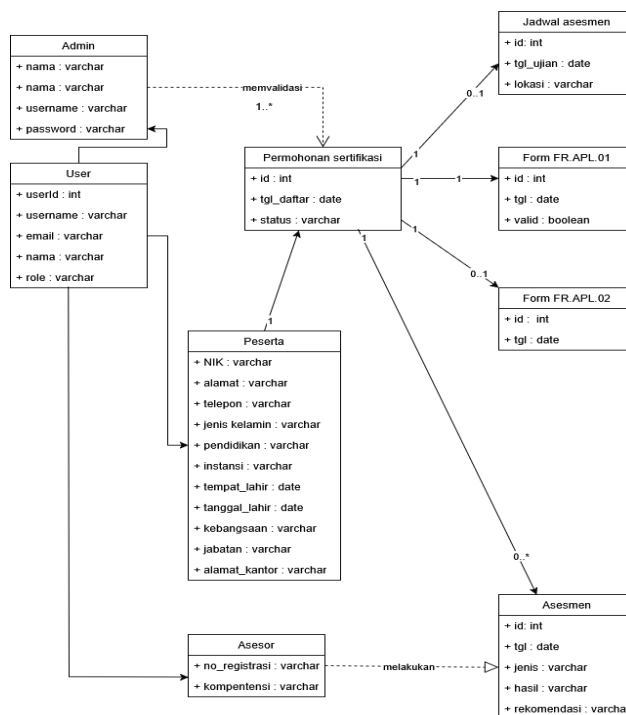 Admin
+ nama : varchar
+ nama : varchar
+ username : varchar
+ password : varchar
memvalidasi
1..*
User
+ userId : int
+ username : varchar
+ email : varchar
+ nama : varchar
+ role : varchar
Permohonan sertifikasi
+ id : int
+ tgl_daftar : date
+ status : varchar
Jadwal asesmen
+ id: int
+ tgl_ujian : date
+ lokasi : varchar
0..1
1
Form FR.APL.01
+ id : int
+ tgl : date
+ valid : boolean
1
1
Form FR.APL.02
+ id : int
+ tgl : date
1
0..1
1
0..*
1
Peserta
+ NIK : varchar
+ alamat : varchar
+ telepon : varchar
+ jenis kelamin : varchar
+ pendidikan : varchar
+ instansi : varchar
+ tempat_lahir : date
+ tanggal_lahir : date
+ kebangsaan : varchar
+ jabatan : varchar
+ alamat_kantor : varchar
Asesor
+ no_registrasi : varchar
+ kompentensi : varchar
melakukan
Asesmen
+ id: int
+ tgl : date
+ jenis : varchar
+ hasil : varchar
+ rekomendasi : varcha